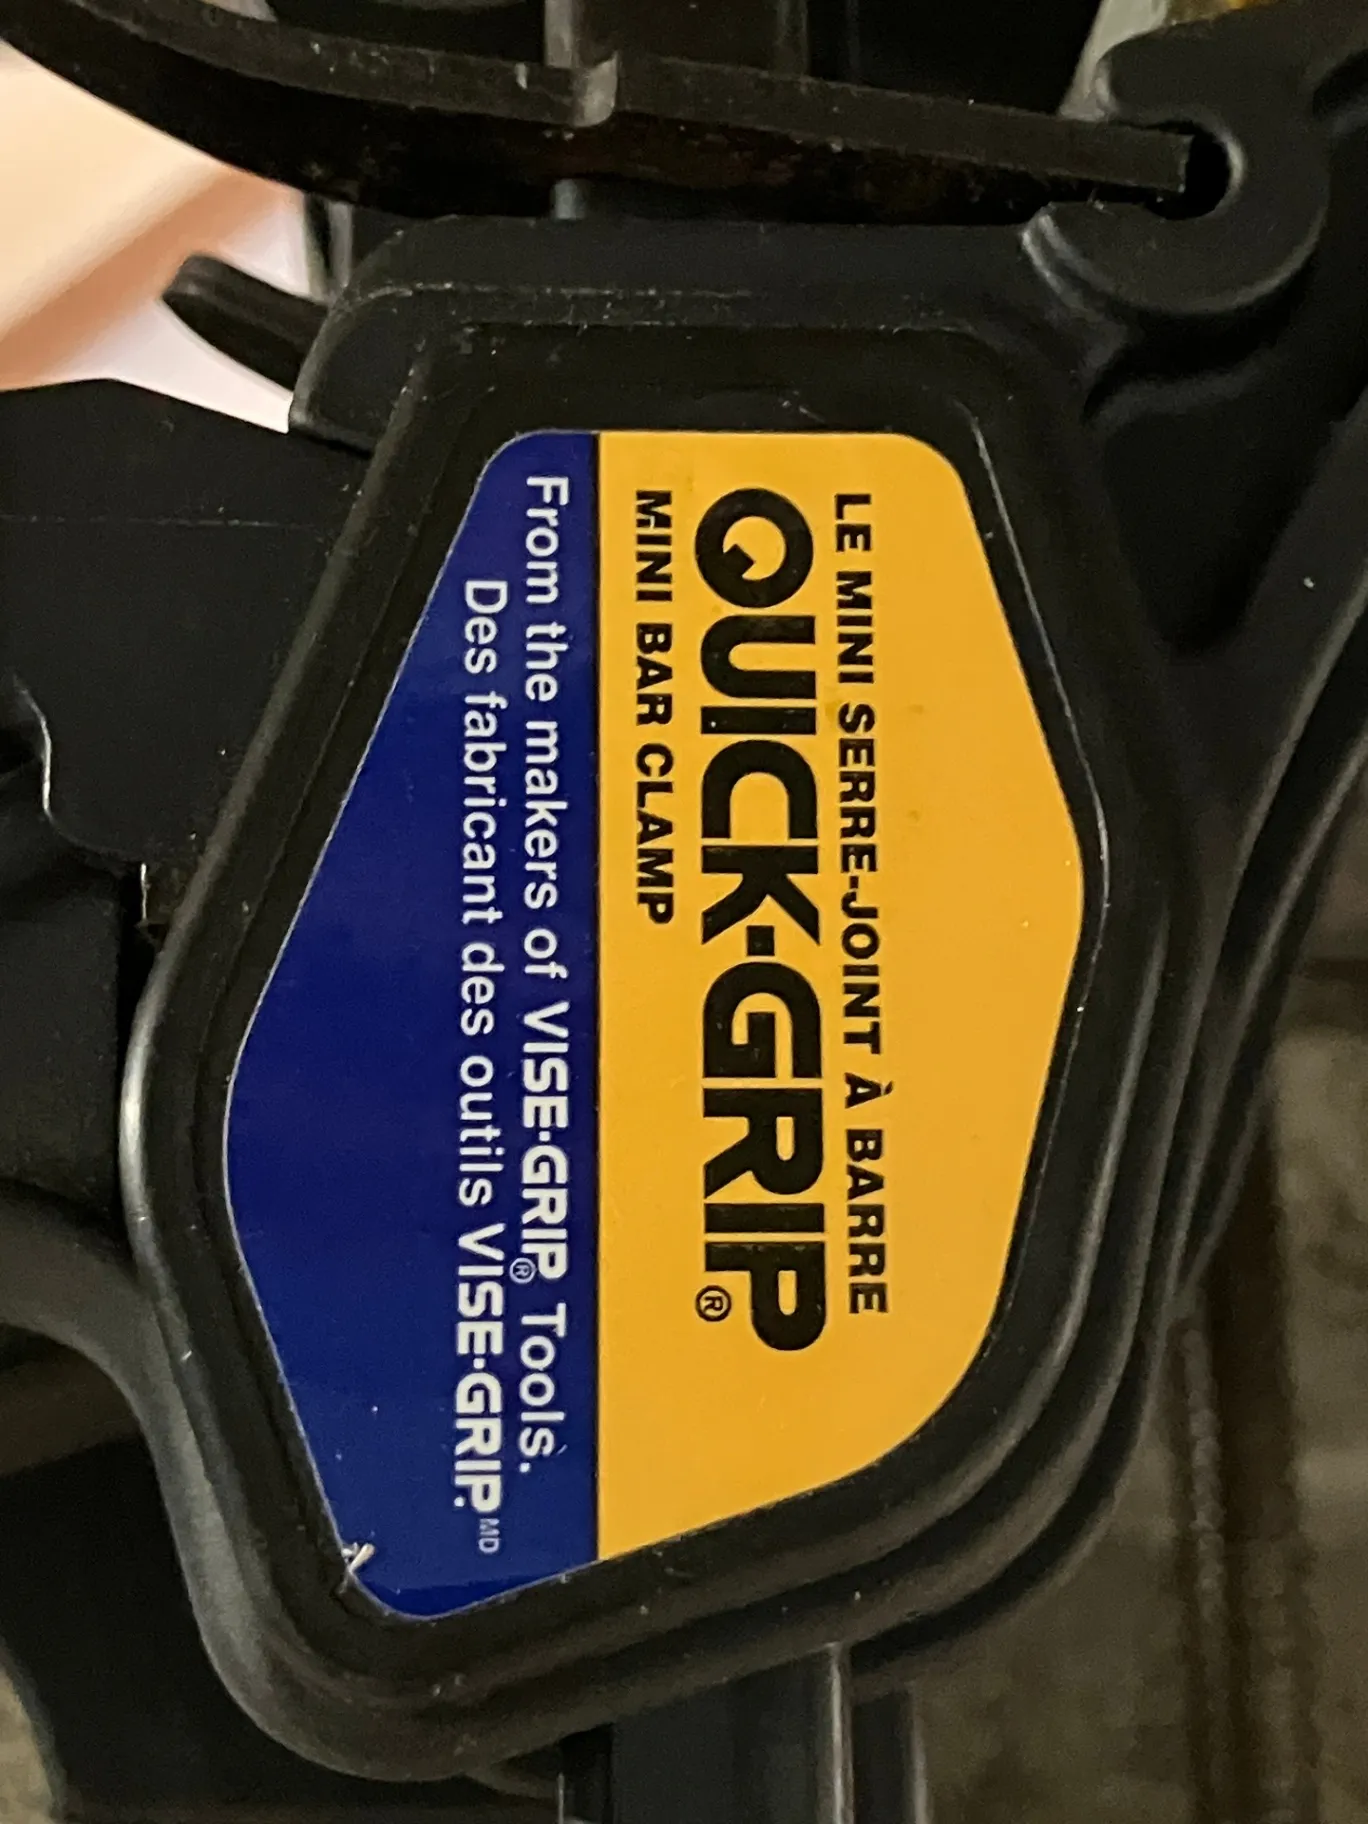 LE MINI SERRE-JOINT À BARRE
QUICK·GRIP®
MINI BAR CLAMP
From the makers of VISE·GRIP® Tools.
Des fabricant des outils VISE·GRIP.MD